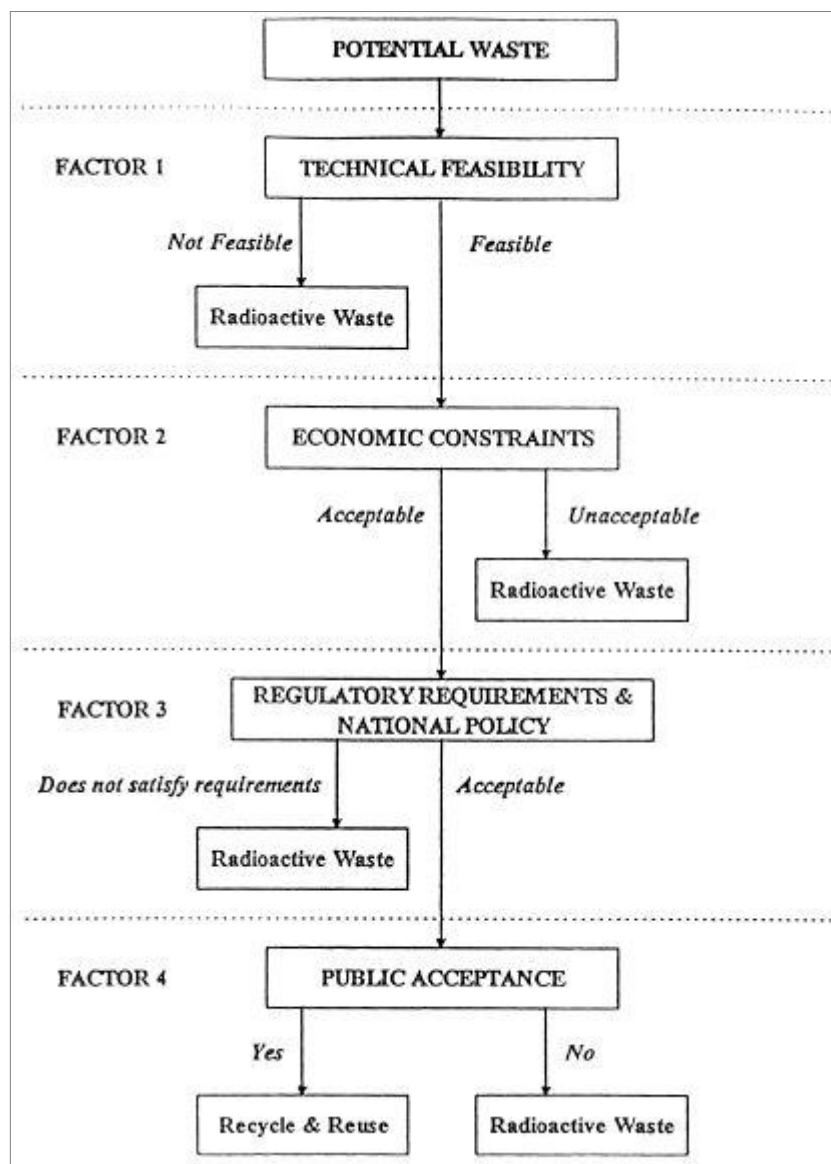 POTENTIAL WASTE
FACTOR 1
TECHNICAL FEASIBILITY
Not Feasible
Feasible
Radioactive Waste
FACTOR 2
ECONOMIC CONSTRAINTS
Acceptable
Unacceptable
Radioactive Waste
FACTOR 3
REGULATORY REQUIREMENTS &
NATIONAL POLICY
Does not satisfy requirements
Acceptable
Radioactive Waste
FACTOR 4
PUBLIC ACCEPTANCE
Yes
No
Recycle & Reuse
Radioactive Waste